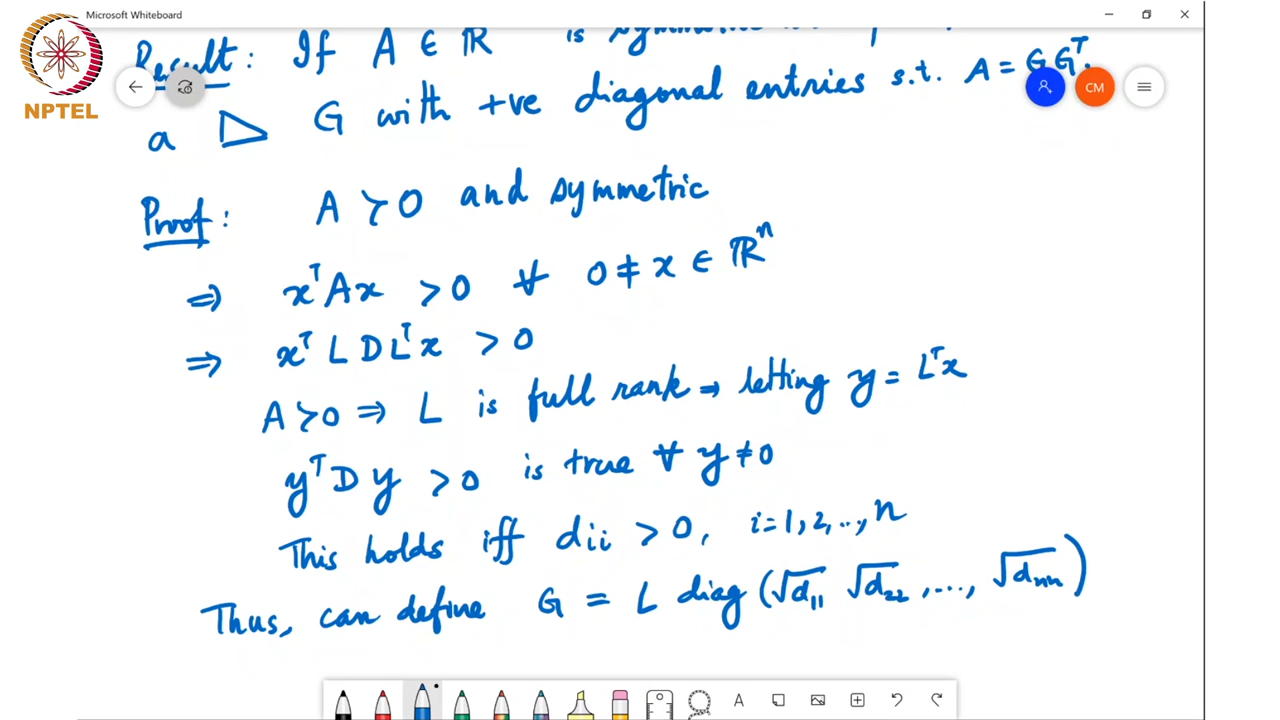 Microsoft Whiteboard
NPTEL
CM
Result: If A ∈ ℝ is
a ▷ G with +ve diagonal entries s.t. A = G Gᵀ.
Proof: A ≻ 0 and symmetric
⇒ xᵀAx > 0 ∀ 0 ≠ x ∈ ℝⁿ
⇒ xᵀ L D Lᵀx > 0
A ≻ 0 ⇒ L is full rank ⇒ letting y = Lᵀx
yᵀ D y > 0 is true ∀ y ≠ 0
This holds iff dii > 0, i=1,2,..,n
Thus, can define G = L diag (√d₁₁ √d₂₂ ,..., √dₙₙ)
A